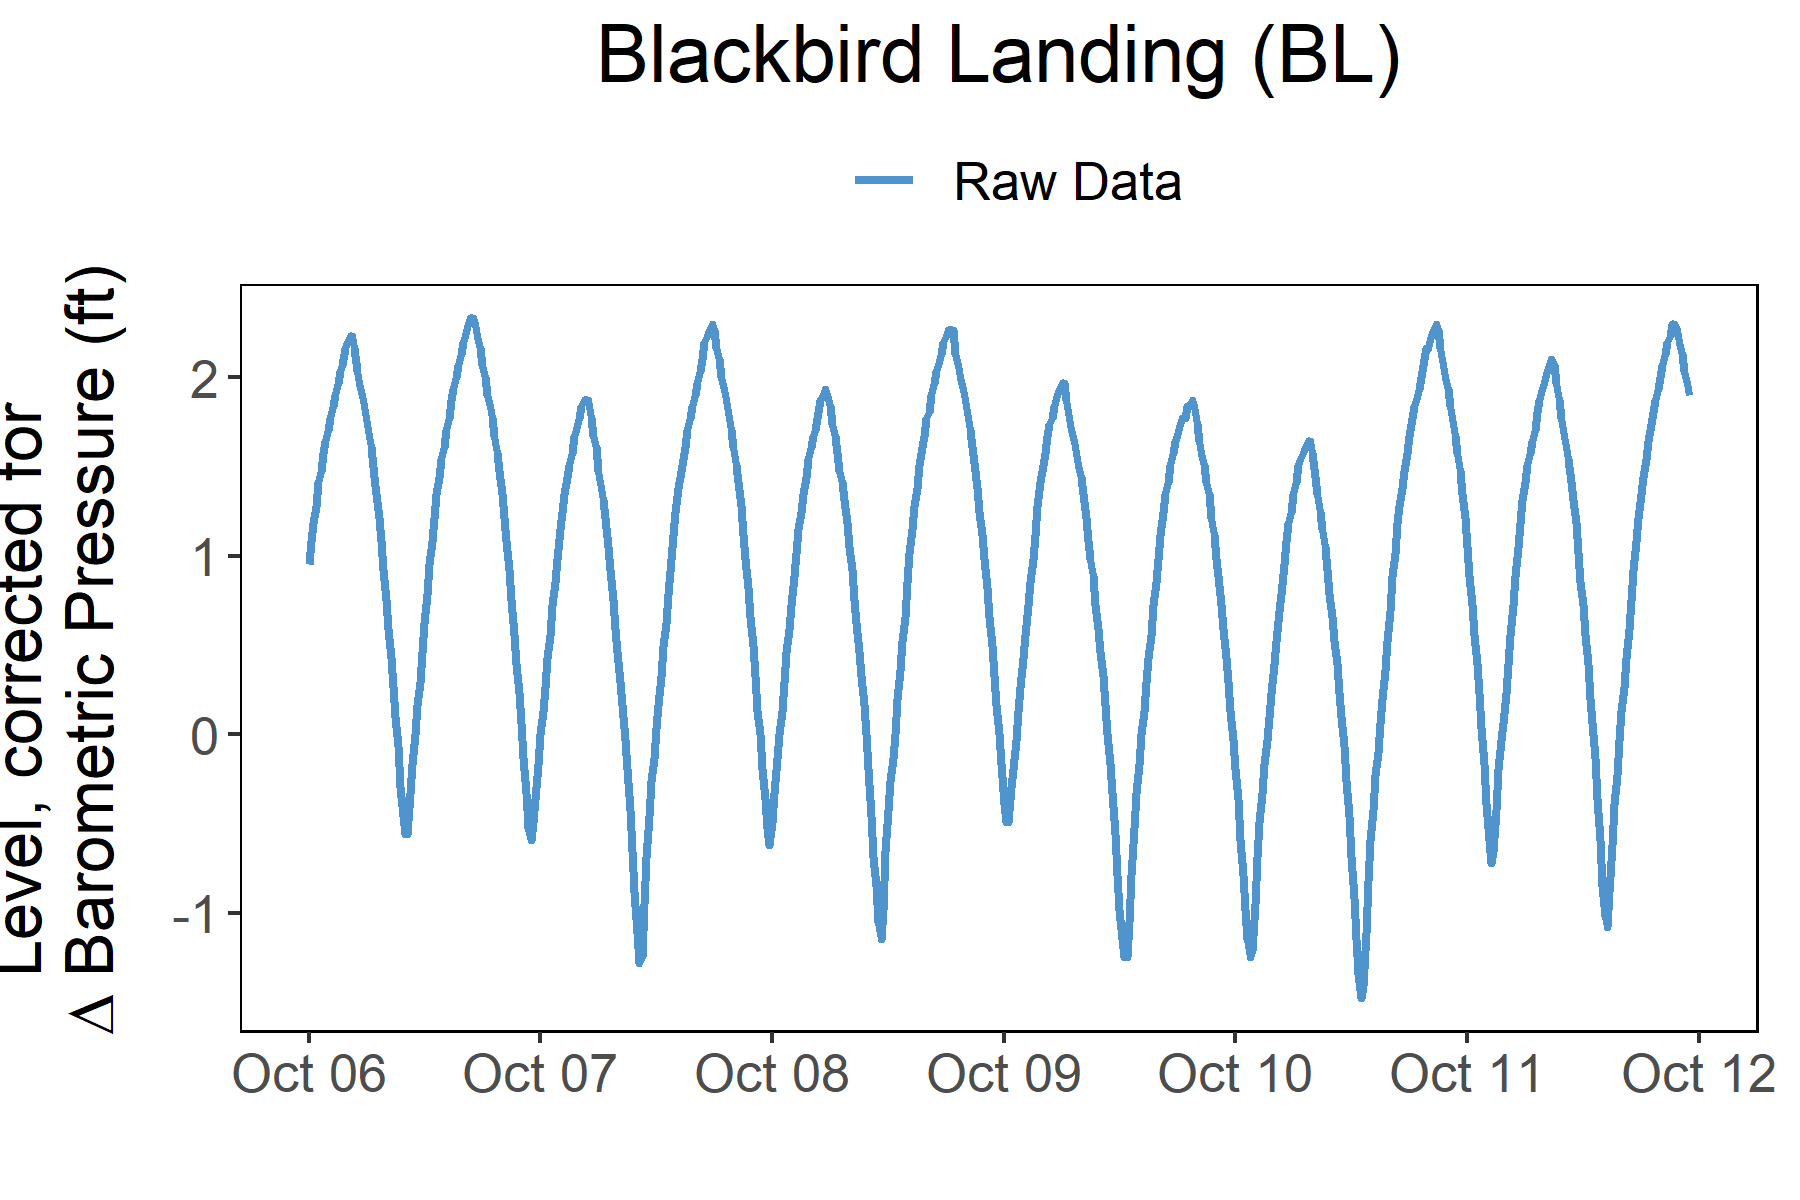 Blackbird Landing (BL)
Raw Data
Level, corrected for
Δ Barometric Pressure (ft)
2
1
0
-1
Oct 06 Oct 07 Oct 08 Oct 09 Oct 10 Oct 11 Oct 12